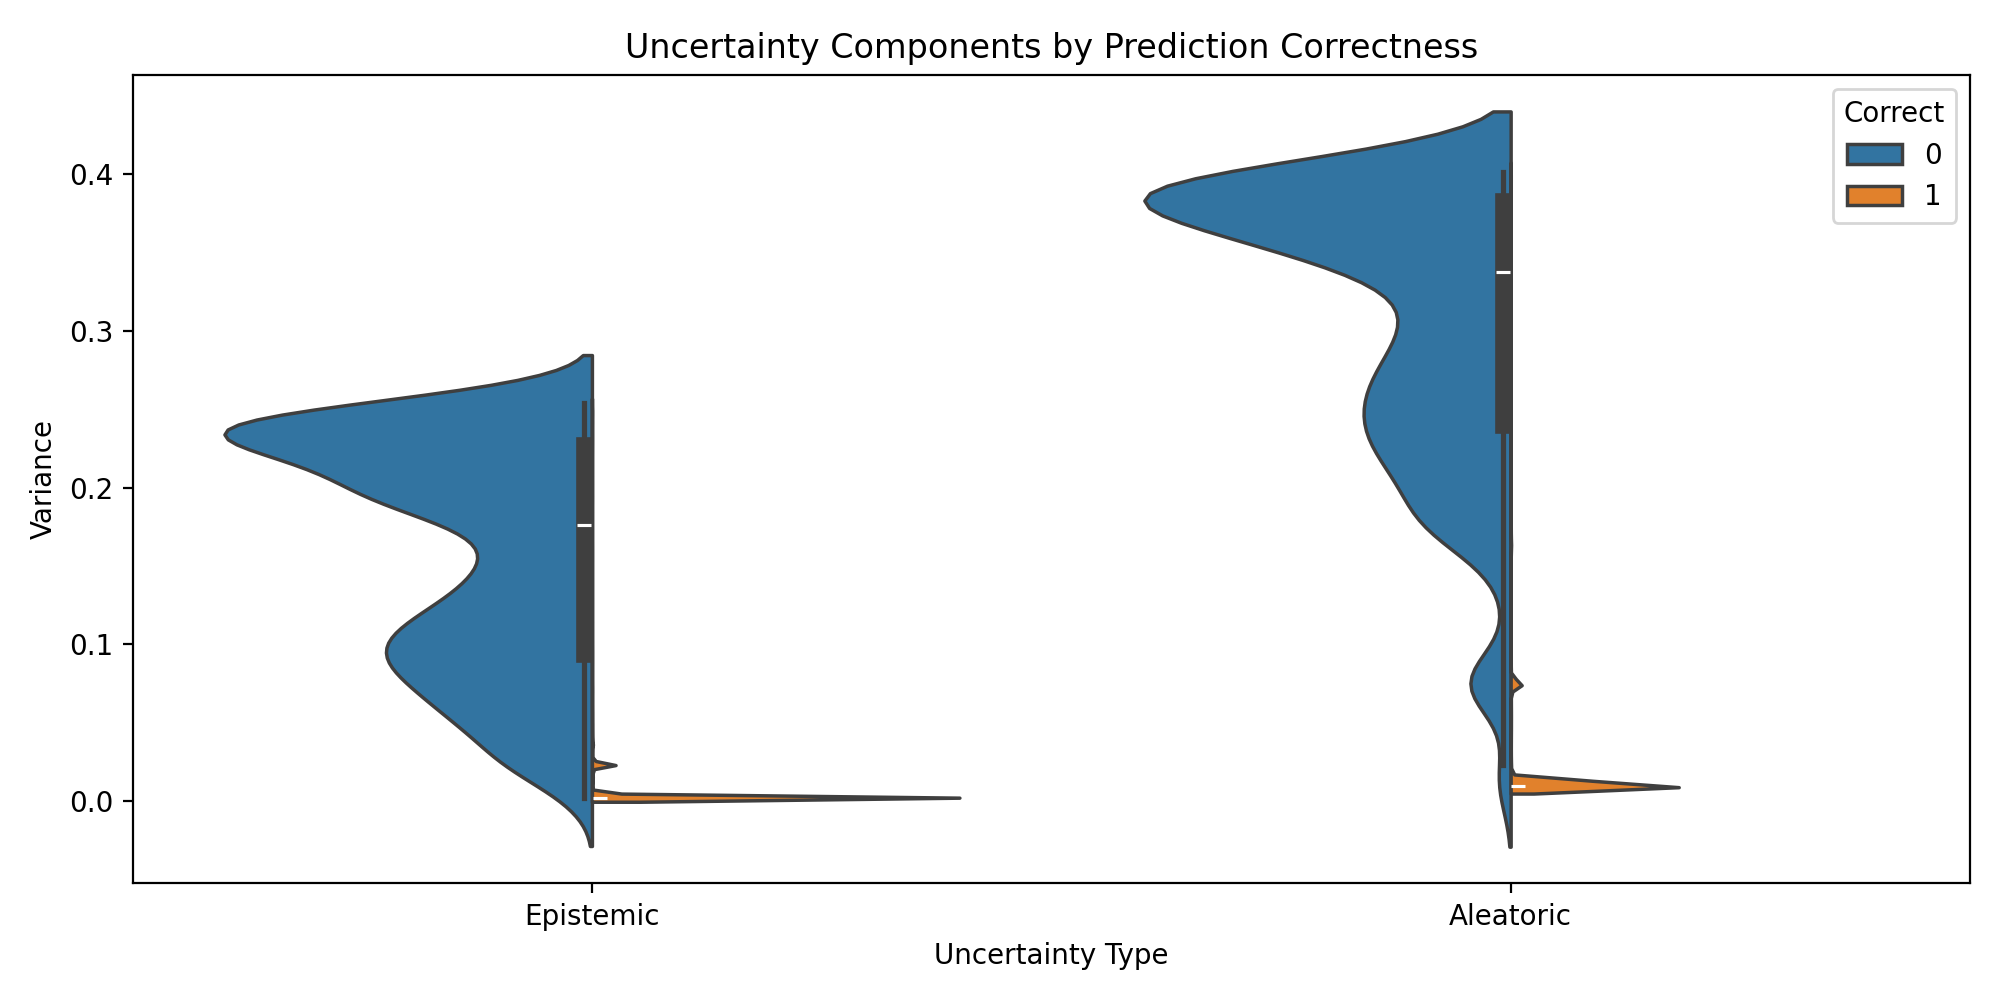 Uncertainty Components by Prediction Correctness
Correct
0
1
0.4
0.3
0.2
0.1
0.0
Variance
Epistemic
Aleatoric
Uncertainty Type